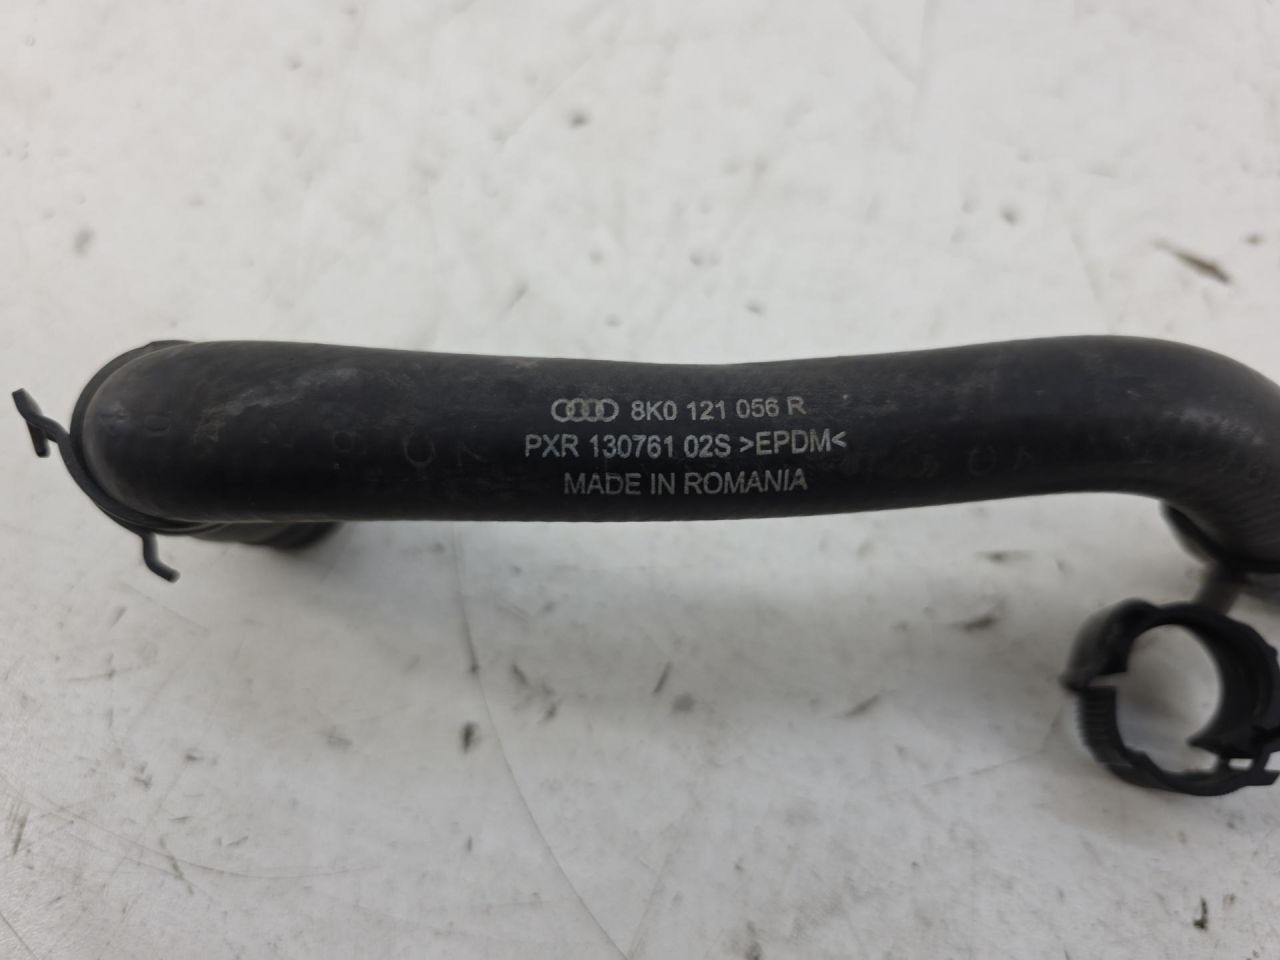 8K0 121 056 R
PXR 130761 02S >EPDM<
MADE IN ROMANIA